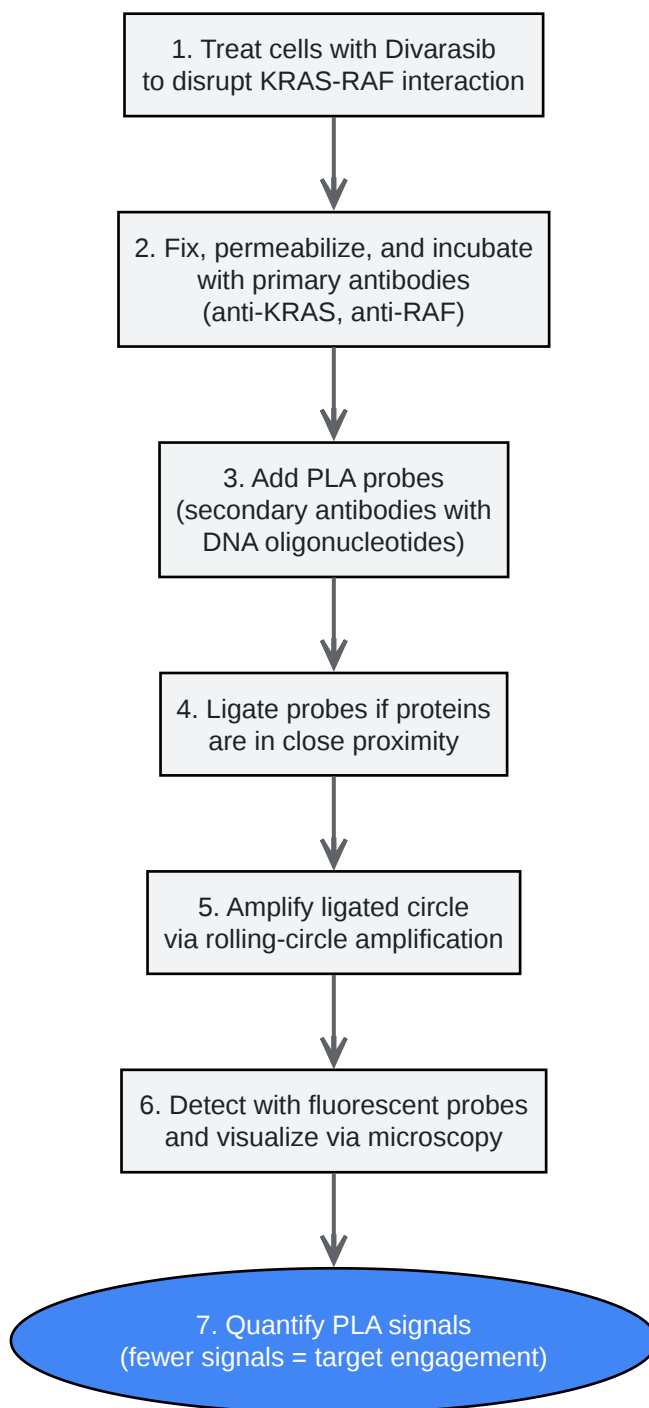 1. Treat cells with Divarasib
to disrupt KRAS-RAF interaction
2. Fix, permeabilize, and incubate
with primary antibodies
(anti-KRAS, anti-RAF)
3. Add PLA probes
(secondary antibodies with
DNA oligonucleotides)
4. Ligate probes if proteins
are in close proximity
5. Amplify ligated circle
via rolling-circle amplification
6. Detect with fluorescent probes
and visualize via microscopy
7. Quantify PLA signals
(fewer signals = target engagement)